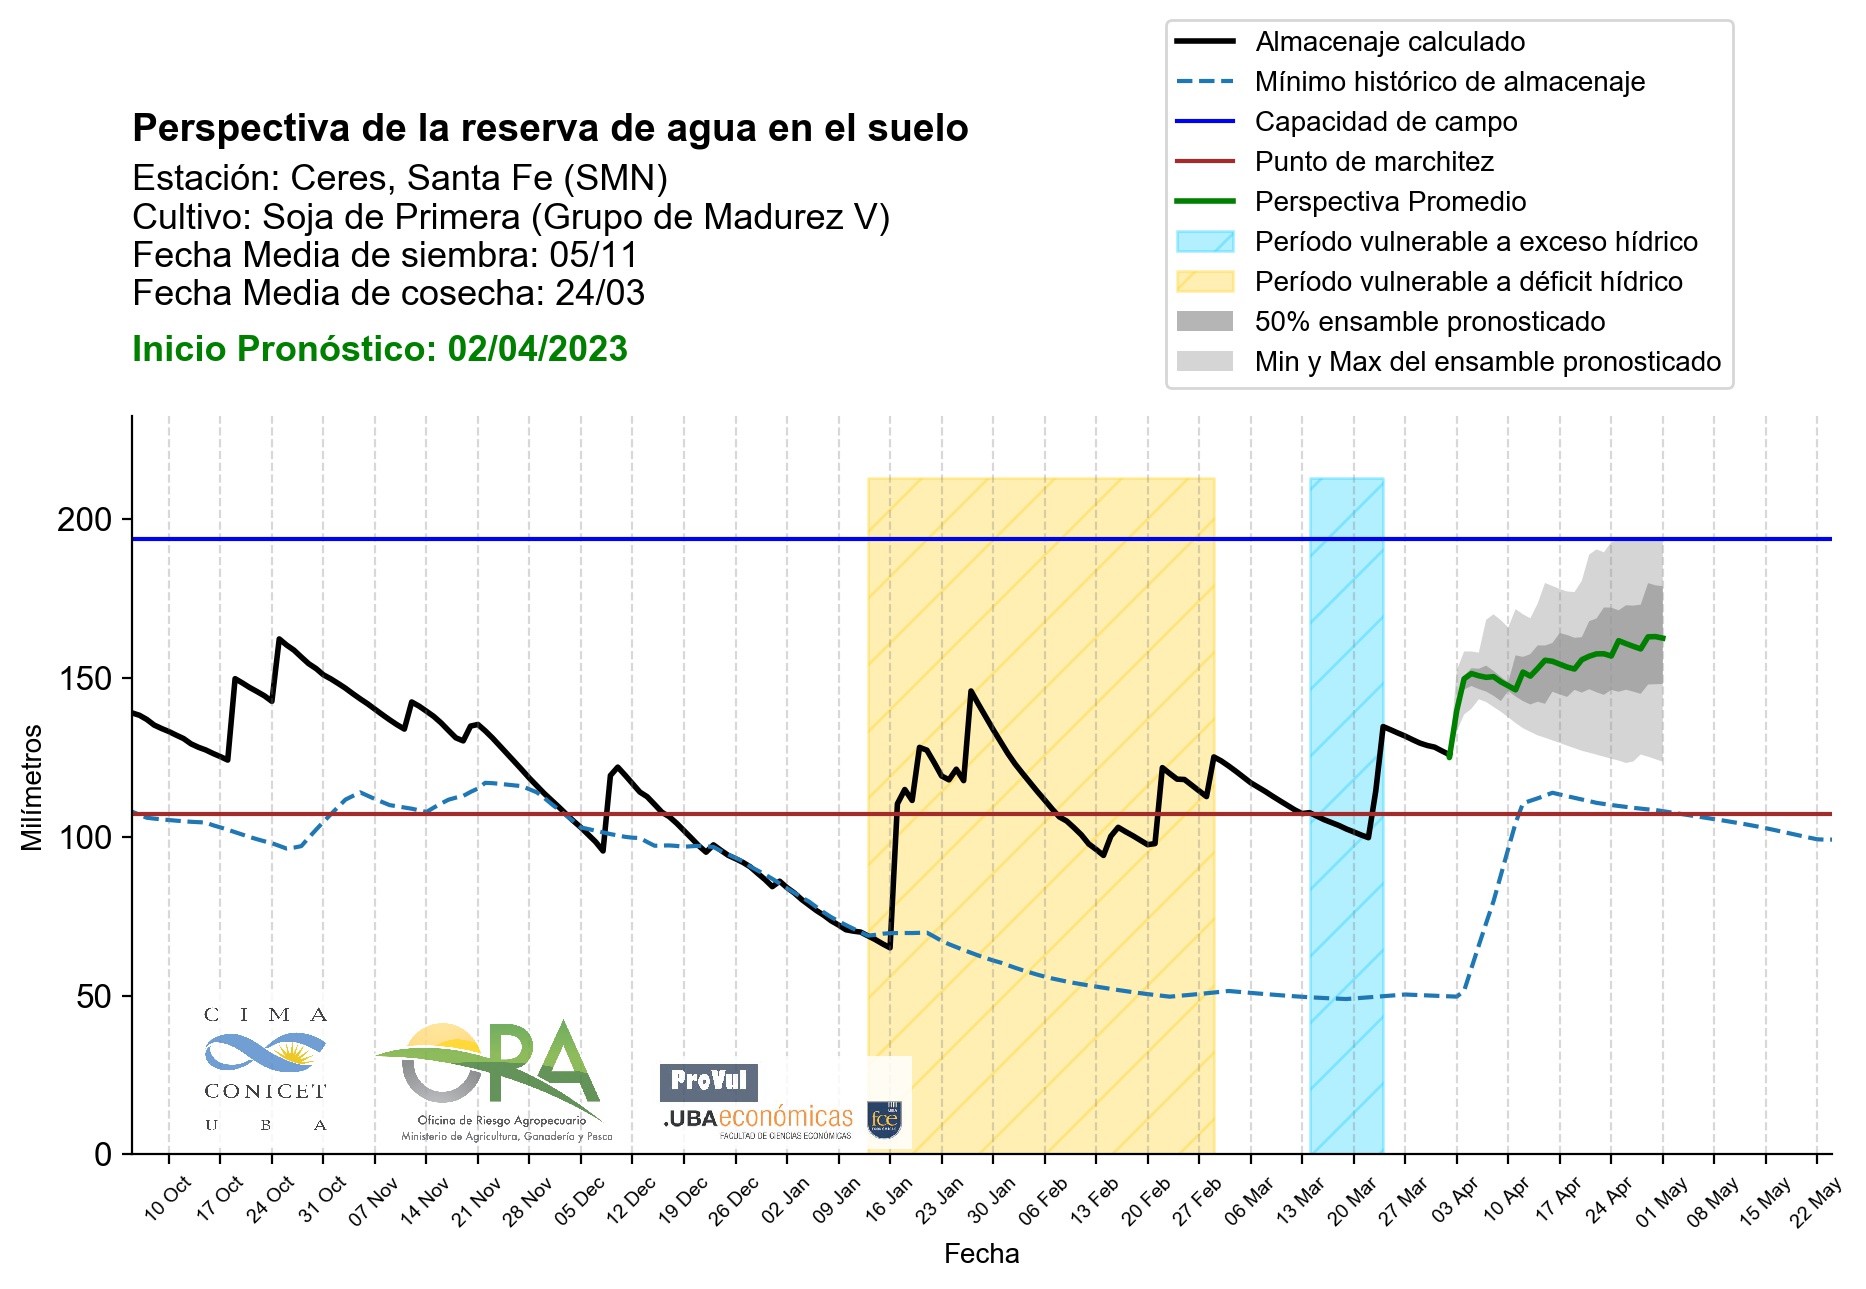 Almacenaje calculado
Mínimo histórico de almacenaje
Capacidad de campo
Punto de marchitez
Perspectiva Promedio
Período vulnerable a exceso hídrico
Período vulnerable a déficit hídrico
50% ensamble pronosticado
Min y Max del ensamble pronosticado
Perspectiva de la reserva de agua en el suelo
Estación: Ceres, Santa Fe (SMN)
Cultivo: Soja de Primera (Grupo de Madurez V)
Fecha Media de siembra: 05/11
Fecha Media de cosecha: 24/03
Inicio Pronóstico: 02/04/2023
Milímetros
200
150
100
50
0
CIMA
CONICET
UBA
ORA
Oficina de Riesgo Agropecuario
Ministerio de Agricultura, Ganadería y Pesca
ProVul
.UBAeconómicas
FACULTAD DE CIENCIAS ECONÓMICAS
UBA
fce
ECONÓMICAS
10 Oct 17 Oct 24 Oct 31 Oct 07 Nov 14 Nov 21 Nov 28 Nov 05 Dec 12 Dec 19 Dec 26 Dec 02 Jan 09 Jan 16 Jan 23 Jan 30 Jan 06 Feb 13 Feb 20 Feb 27 Feb 06 Mar 13 Mar 20 Mar 27 Mar 03 Apr 10 Apr 17 Apr 24 Apr 01 May 08 May 15 May 22 May
Fecha